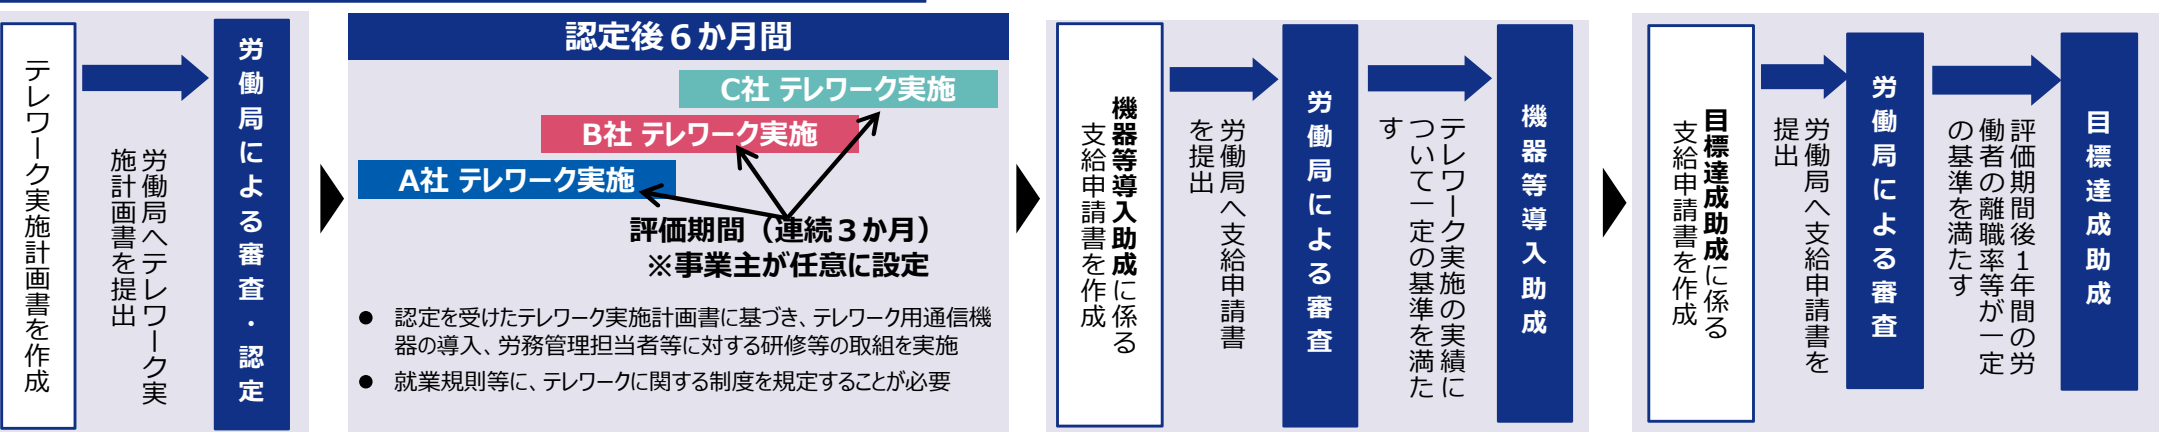 テレワーク実施計画書を作成
労働局へテレワーク実
施計画書を提出
労働局による審査・認定
認定後６か月間
C社 テレワーク実施
B社 テレワーク実施
A社 テレワーク実施
評価期間（連続３か月）
※事業主が任意に設定
● 認定を受けたテレワーク実施計画書に基づき、テレワーク用通信機
器の導入、労務管理担当者等に対する研修等の取組を実施
● 就業規則等に、テレワークに関する制度を規定することが必要
機器等導入助成に係る
支給申請書を作成
労働局へ支給申請書
を提出
労働局による審査
テレワーク実施の実績に
ついて一定の基準を満た
す
機器等導入助成
目標達成助成に係る
支給申請書を作成
労働局へ支給申請書を
提出
労働局による審査
評価期間後１年間の労
働者の離職率等が一定
の基準を満たす
目標達成助成